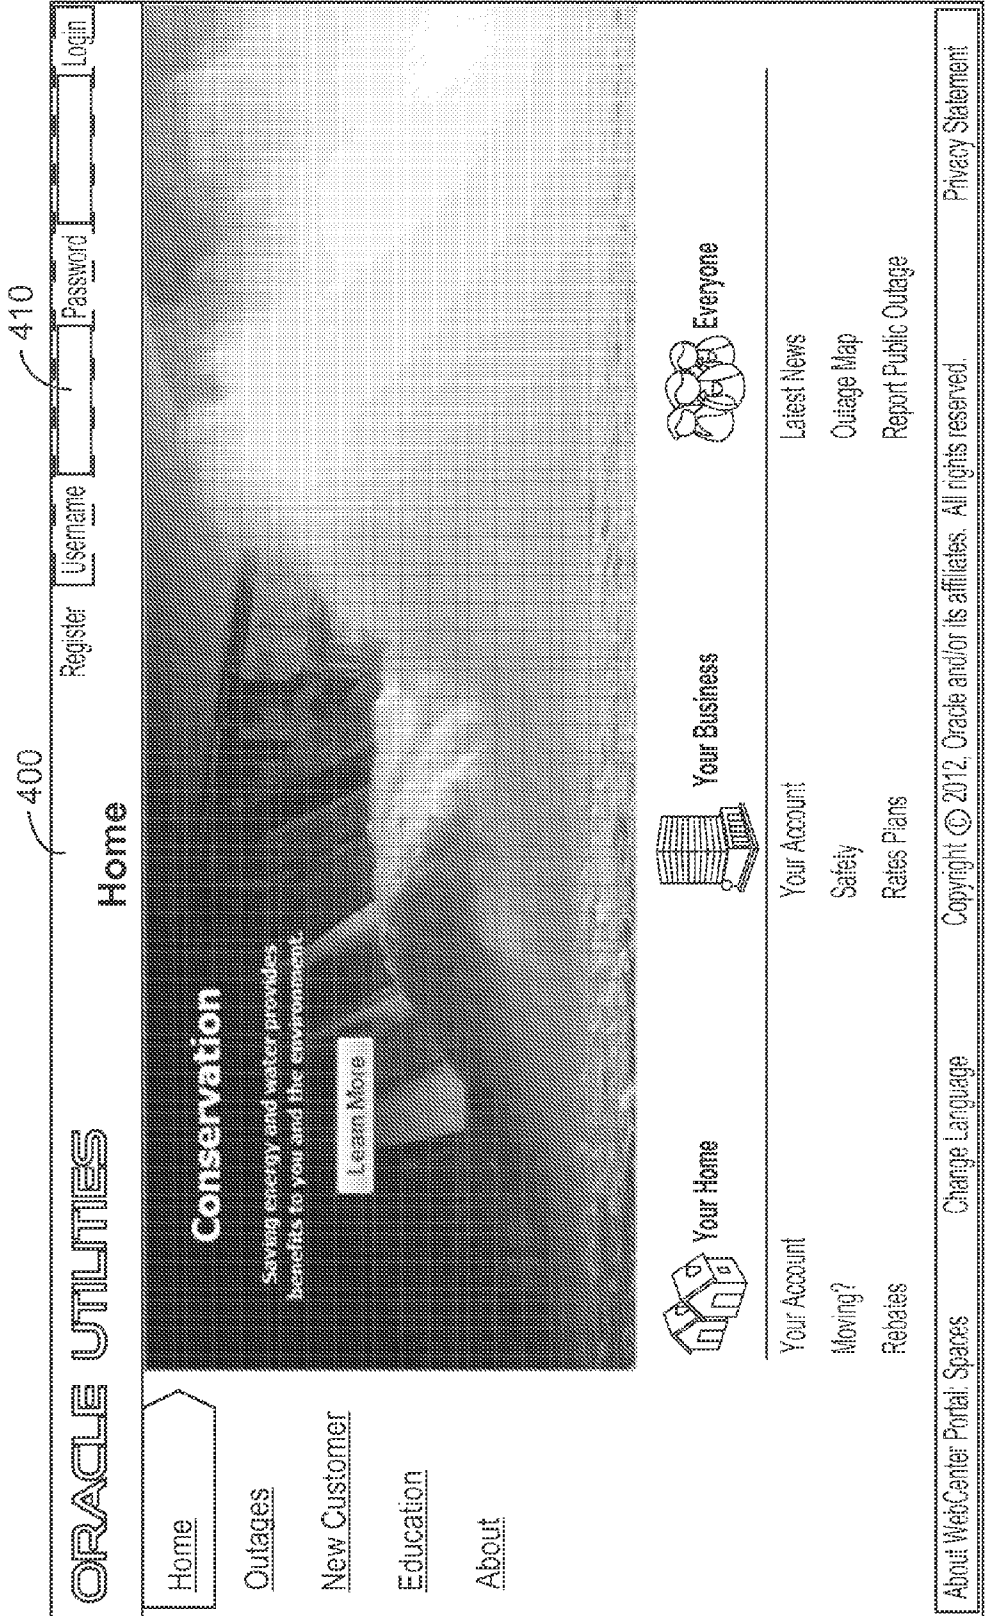 400
410
ORACLE UTILITIES
Register Username Password Login
Home
Home
Outages
New Customer
Education
About
Conservation
Saving energy and water provides
benefits to you and the environment.
Learn More
Your Home
Your Account
Moving?
Rebates
Your Business
Your Account
Safety
Rates Plans
Everyone
Latest News
Outage Map
Report Public Outage
About WebCenter Portal: Spaces Change Language Copyright © 2012, Oracle and/or its affiliates. All rights reserved. Privacy Statement